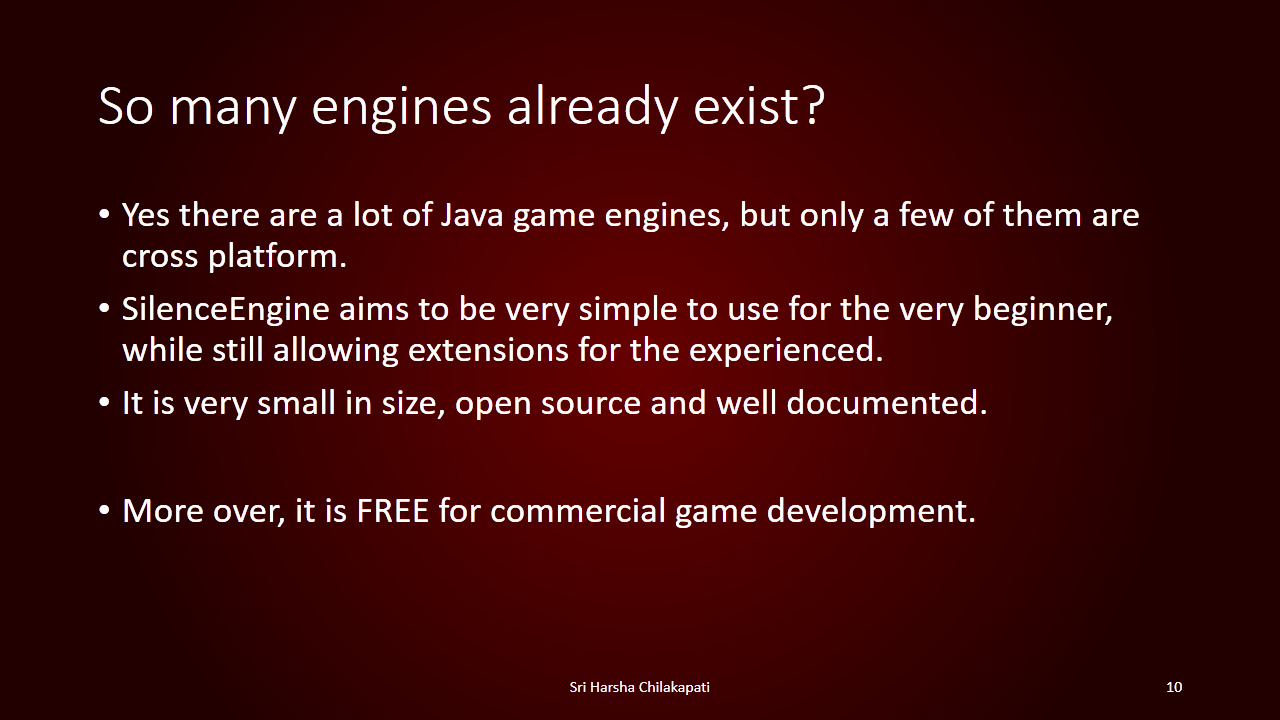 So many engines already exist?
• Yes there are a lot of Java game engines, but only a few of them are
cross platform.
• SilenceEngine aims to be very simple to use for the very beginner,
while still allowing extensions for the experienced.
• It is very small in size, open source and well documented.
• More over, it is FREE for commercial game development.
Sri Harsha Chilakapati
10